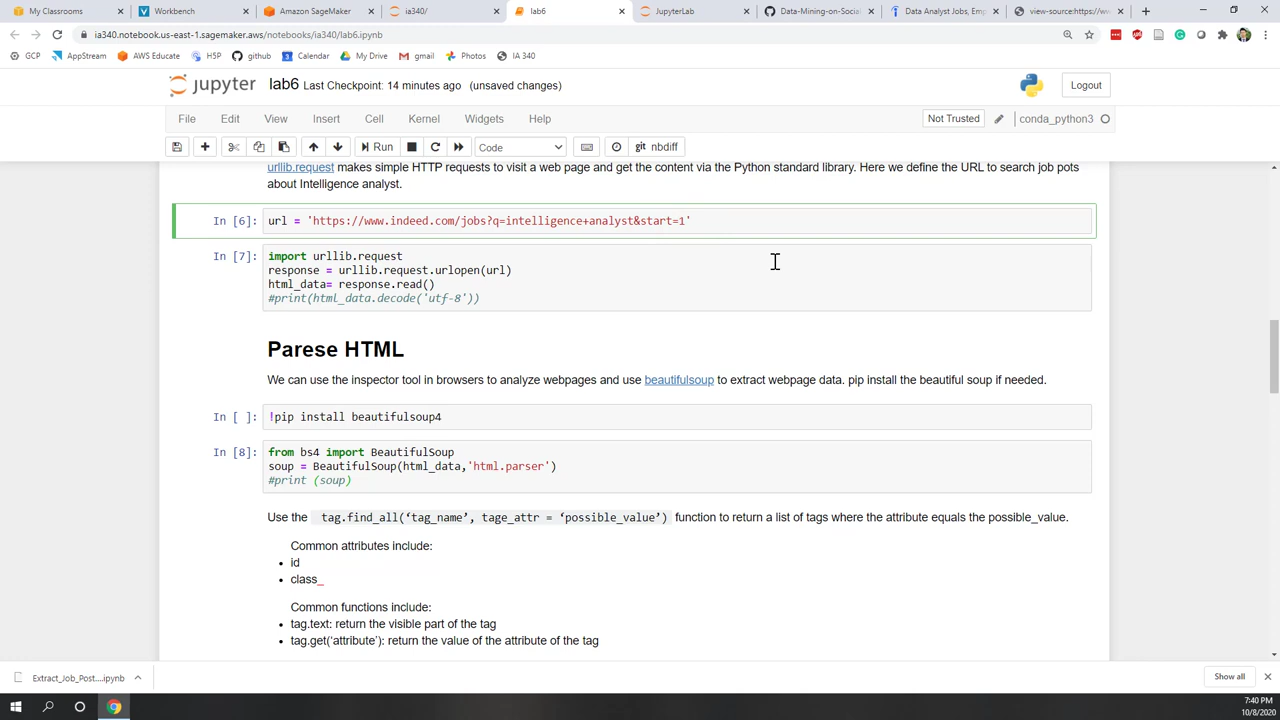 My Classrooms
Workbench
Amazon SageMaker
ia340/
lab6
JupyterLab
Data-Mining-on-Social
Data Analyst Jobs, Emp
view-source:https://ww
ia340.notebook.us-east-1.sagemaker.aws/notebooks/ia340/lab6.ipynb
GCP
AppStream
AWS Educate
H5P
github
Calendar
My Drive
gmail
Photos
IA 340
jupyter lab6 Last Checkpoint: 14 minutes ago (unsaved changes)
Logout
File Edit View Insert Cell Kernel Widgets Help
Not Trusted
conda_python3
Run
Code
git nbdiff
urllib.request makes simple HTTP requests to visit a web page and get the content via the Python standard library. Here we define the URL to search job pots
about Intelligence analyst.
In [6]: url = 'https://www.indeed.com/jobs?q=intelligence+analyst&start=1'
In [7]: import urllib.request
response = urllib.request.urlopen(url)
html_data= response.read()
#print(html_data.decode('utf-8'))
Parese HTML
We can use the inspector tool in browsers to analyze webpages and use beautifulsoup to extract webpage data. pip install the beautiful soup if needed.
In [ ]: !pip install beautifulsoup4
In [8]: from bs4 import BeautifulSoup
soup = BeautifulSoup(html_data,'html.parser')
#print (soup)
Use the tag.find_all(‘tag_name’, tage_attr = ‘possible_value’) function to return a list of tags where the attribute equals the possible_value.
Common attributes include:
• id
• class_
Common functions include:
• tag.text: return the visible part of the tag
• tag.get(‘attribute’): return the value of the attribute of the tag
Extract_Job_Post....ipynb
Show all
7:40 PM
10/8/2020